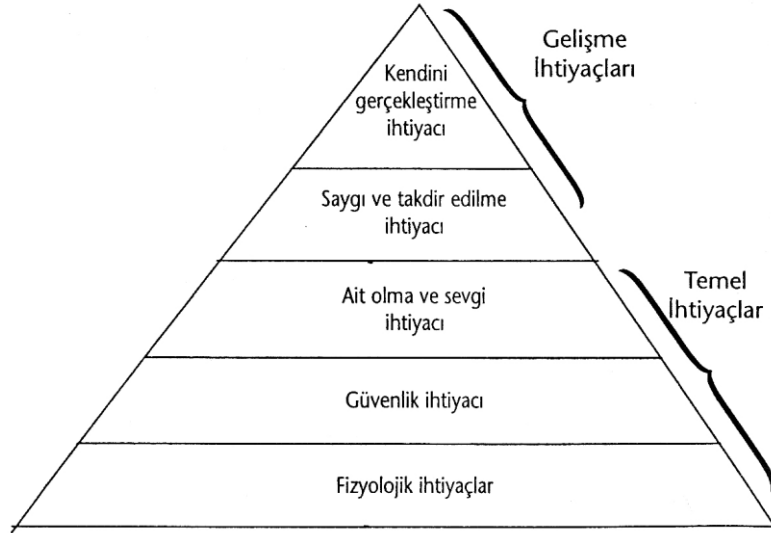 Gelişme
İhtiyaçları
Kendini
gerçekleştirme
ihtiyacı
Saygı ve takdir edilme
ihtiyacı
Temel
İhtiyaçlar
Ait olma ve sevgi
ihtiyacı
Güvenlik ihtiyacı
Fizyolojik ihtiyaçlar